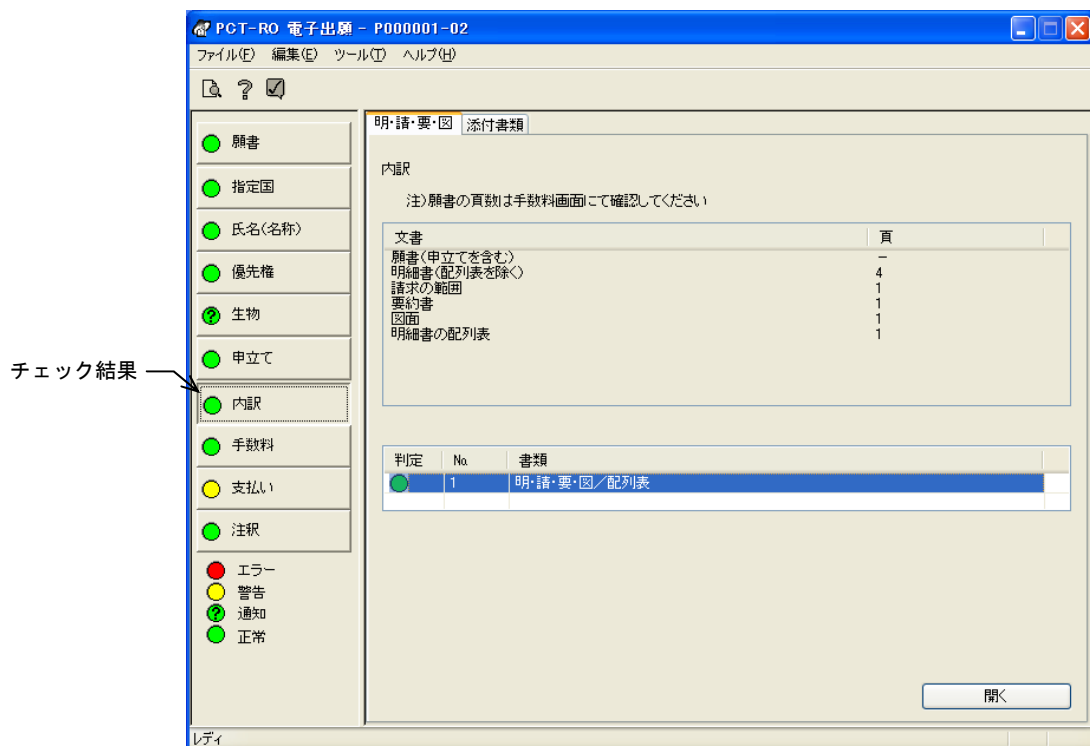 PCT-RO 電子出願 - P000001-02
ファイル(F) 編集(E) ツール(T) ヘルプ(H)
願書
指定国
氏名(名称)
優先権
生物
申立て
チェック結果
内訳
手数料
支払い
注釈
エラー
警告
通知
正常
明・請・要・図 添付書類
内訳
注)願書の頁数は手数料画面にて確認してください
文書 頁
願書(申立てを含む) -
明細書(配列表を除く) 4
請求の範囲 1
要約書 1
図面 1
明細書の配列表 1
判定 No. 書類
1 明・請・要・図/配列表
開く
レディ